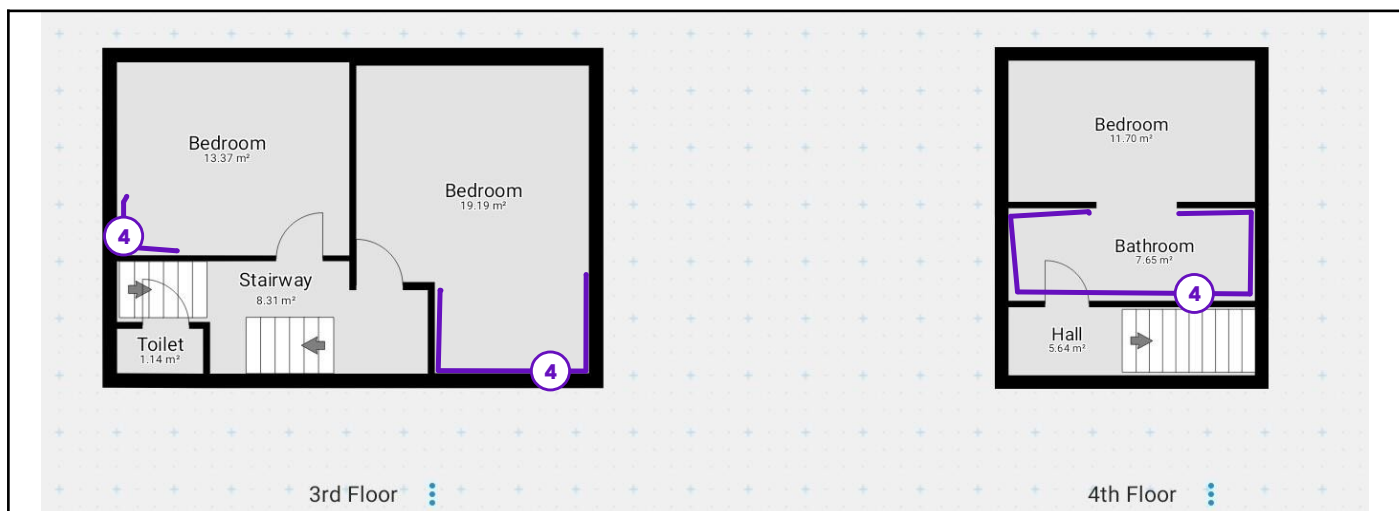 Bedroom
13.37 m²
Bedroom
19.19 m²
4
Stairway
8.31 m²
Toilet
1.14 m²
4
3rd Floor
Bedroom
11.70 m²
Bathroom
7.65 m²
4
Hall
5.64 m²
4th Floor